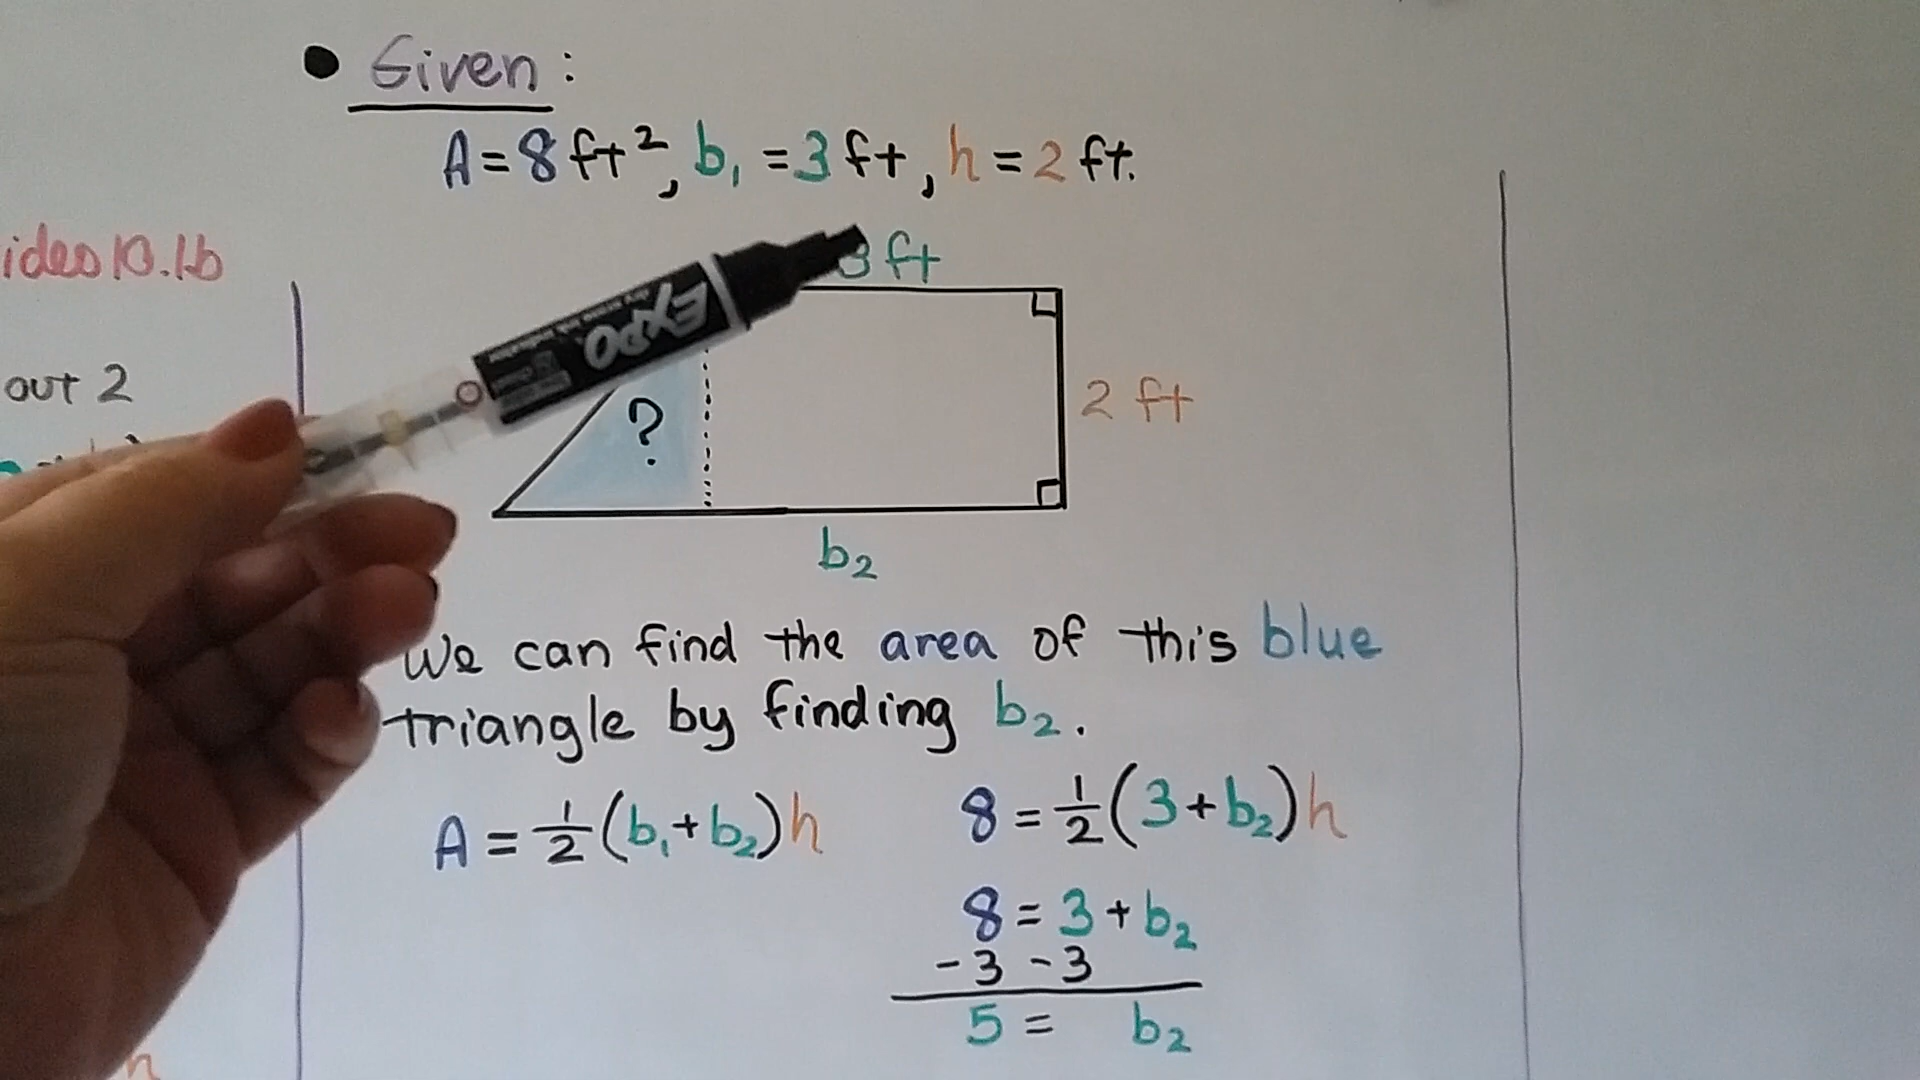 • Given:
A = 8 ft², b₁ = 3 ft, h = 2 ft.
ides 10.1b
3 ft
EXPO
out 2
2 ft
?
b₂
We can find the area of this blue
triangle by finding b₂.
A = ½(b₁ + b₂)h
8 = ½(3 + b₂)h
8 = 3 + b₂
-3 -3
5 = b₂
h